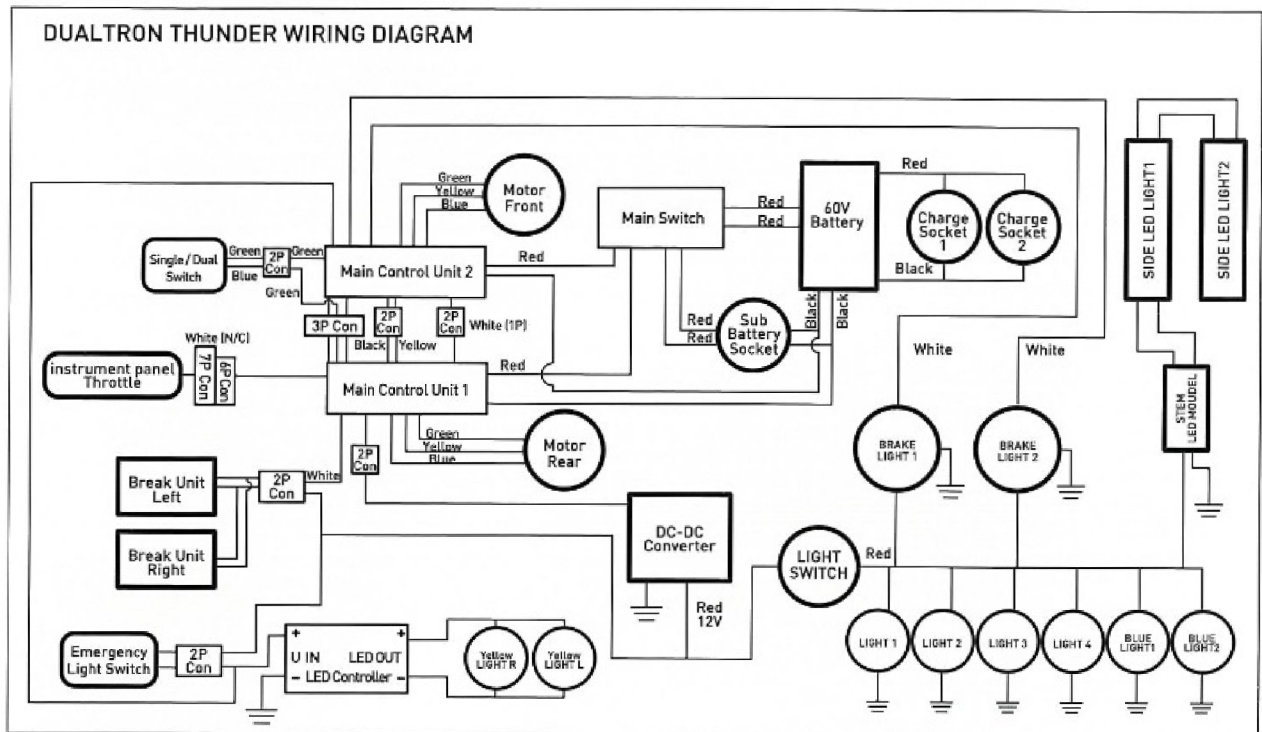 DUALTRON THUNDER WIRING DIAGRAM
Green
Yellow
Blue
Motor
Front
Main Switch
Red
Red
60V
Battery
Red
Black
Charge
Socket
1
Charge
Socket
2
SIDE LED LIGHT1
SIDE LED LIGHT2
Single/Dual
Switch
Green
Blue
2P
Con
Green
Green
Main Control Unit 2
Red
3P Con
2P
Con
2P
Con
White (1P)
Black
Yellow
Red
Red
Sub
Battery
Socket
Black
Black
White
White
instrument panel
Throttle
White (N/C)
7P Con
6P Con
Main Control Unit 1
Red
Green
Yellow
Blue
Motor
Rear
2P
Con
BRAKE
LIGHT 1
BRAKE
LIGHT 2
STEM
LED MOUDEL
Break Unit
Left
2P
Con
White
Break Unit
Right
DC-DC
Converter
Red
12V
LIGHT
SWITCH
Red
Emergency
Light Switch
2P
Con
+
+
U IN
LED OUT
−
LED Controller
−
Yellow
LIGHT R
Yellow
LIGHT L
LIGHT 1
LIGHT 2
LIGHT 3
LIGHT 4
BLUE
LIGHT1
BLUE
LIGHT2